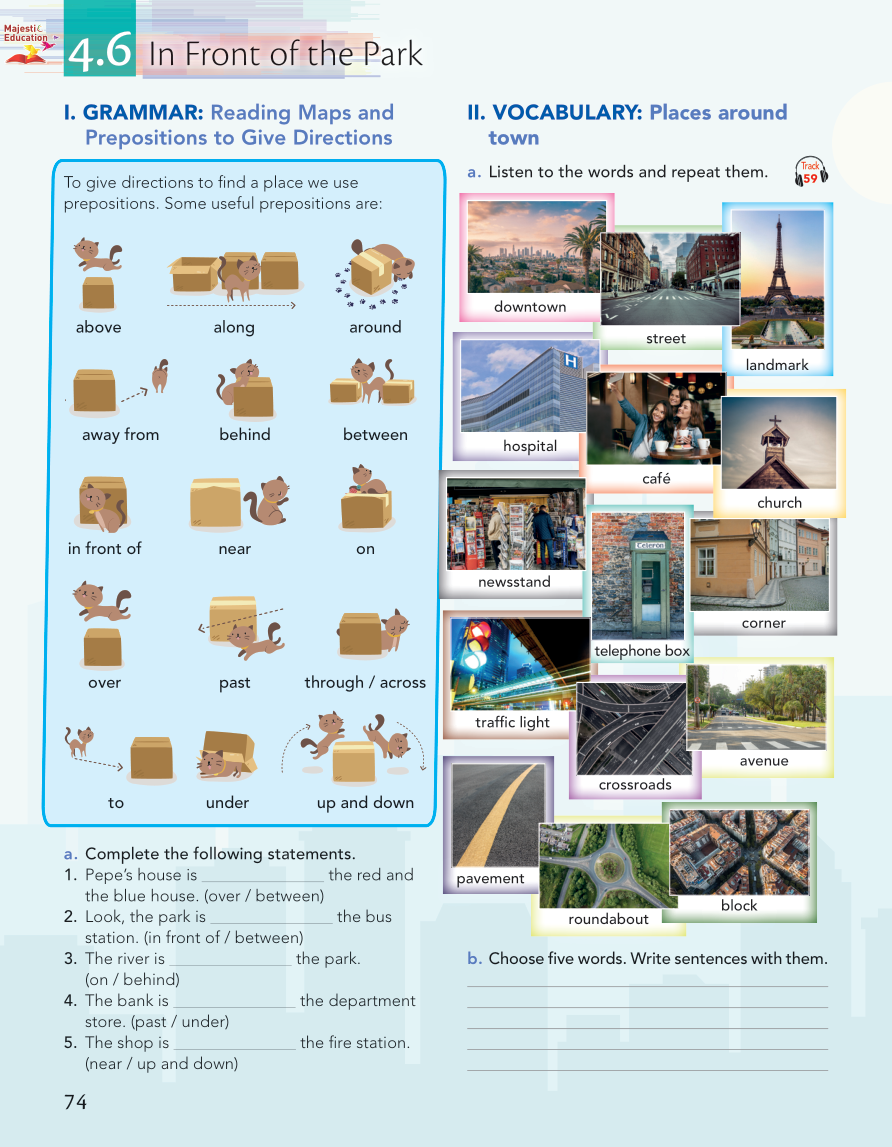 Majestic
Education
4.6 In Front of the Park
I. GRAMMAR: Reading Maps and
Prepositions to Give Directions
To give directions to find a place we use
prepositions. Some useful prepositions are:
above along around
away from behind between
in front of near on
over past through / across
to under up and down
a. Complete the following statements.
1. Pepe's house is ______________ the red and
the blue house. (over / between)
2. Look, the park is ______________ the bus
station. (in front of / between)
3. The river is ______________ the park.
(on / behind)
4. The bank is ______________ the department
store. (past / under)
5. The shop is ______________ the fire station.
(near / up and down)
74
II. VOCABULARY: Places around
town
a. Listen to the words and repeat them.
Track
59
downtown
street
landmark
H
hospital
café
church
newsstand
Celeron
telephone box
corner
traffic light
crossroads
avenue
pavement
roundabout
block
b. Choose five words. Write sentences with them.